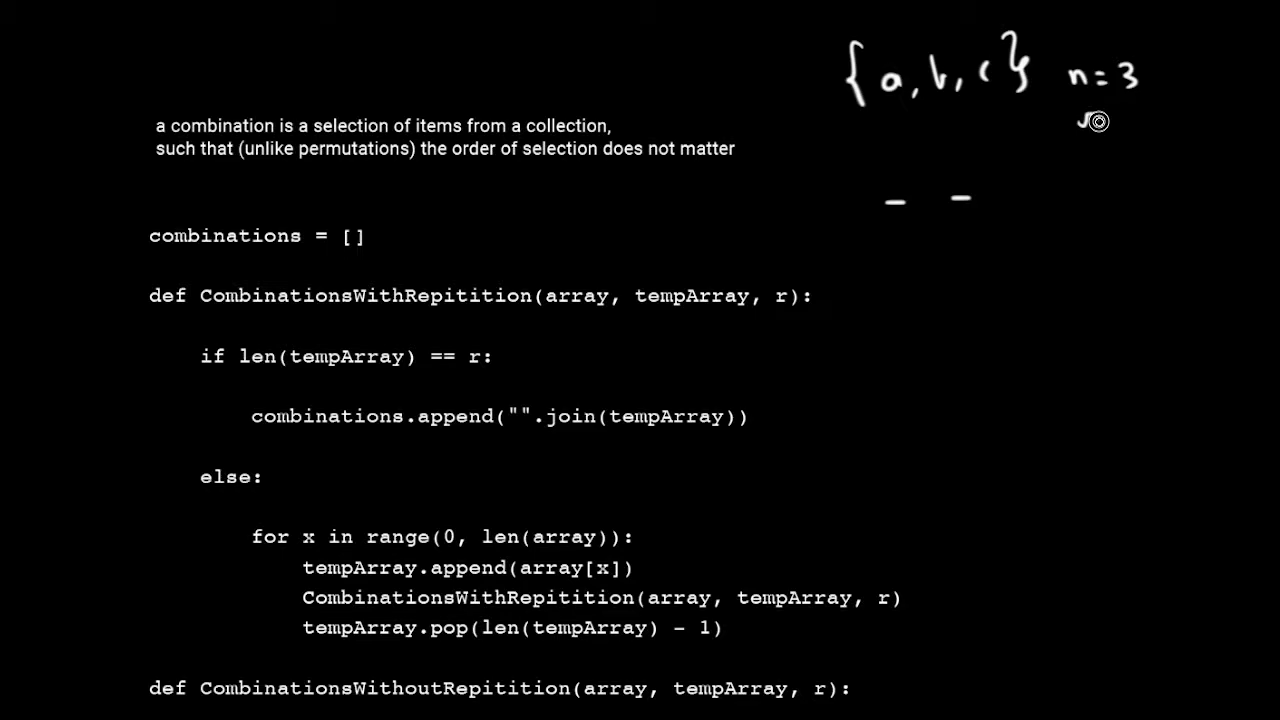 {a, b, c} n = 3
a combination is a selection of items from a collection,
such that (unlike permutations) the order of selection does not matter
combinations = []
def CombinationsWithRepitition(array, tempArray, r):
if len(tempArray) == r:
combinations.append("".join(tempArray))
else:
for x in range(0, len(array)):
tempArray.append(array[x])
CombinationsWithRepitition(array, tempArray, r)
tempArray.pop(len(tempArray) - 1)
def CombinationsWithoutRepitition(array, tempArray, r):